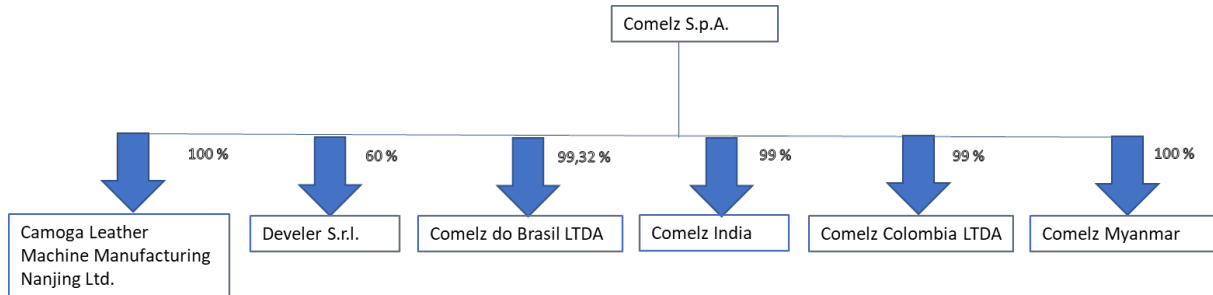 Comelz S.p.A.
100 %
60 %
99,32 %
99 %
99 %
100 %
Camoga Leather
Machine Manufacturing
Nanjing Ltd.
Develer S.r.l.
Comelz do Brasil LTDA
Comelz India
Comelz Colombia LTDA
Comelz Myanmar